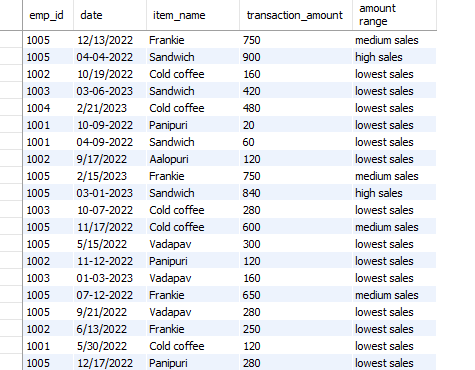 emp_id date item_name transaction_amount amount range
1005 12/13/2022 Frankie 750 medium sales
1005 04-04-2022 Sandwich 900 high sales
1002 10/19/2022 Cold coffee 160 lowest sales
1003 03-06-2023 Sandwich 420 lowest sales
1004 2/21/2023 Cold coffee 480 lowest sales
1001 10-09-2022 Panipuri 20 lowest sales
1001 04-09-2022 Sandwich 60 lowest sales
1002 9/17/2022 Aalopuri 120 lowest sales
1005 2/15/2023 Frankie 750 medium sales
1005 03-01-2023 Sandwich 840 high sales
1003 10-07-2022 Cold coffee 280 lowest sales
1005 11/17/2022 Cold coffee 600 medium sales
1005 5/15/2022 Vadapav 300 lowest sales
1002 11-12-2022 Panipuri 120 lowest sales
1003 01-03-2023 Vadapav 160 lowest sales
1005 07-12-2022 Frankie 650 medium sales
1005 9/21/2022 Vadapav 280 lowest sales
1002 6/13/2022 Frankie 250 lowest sales
1001 5/30/2022 Cold coffee 120 lowest sales
1005 12/17/2022 Panipuri 280 lowest sales